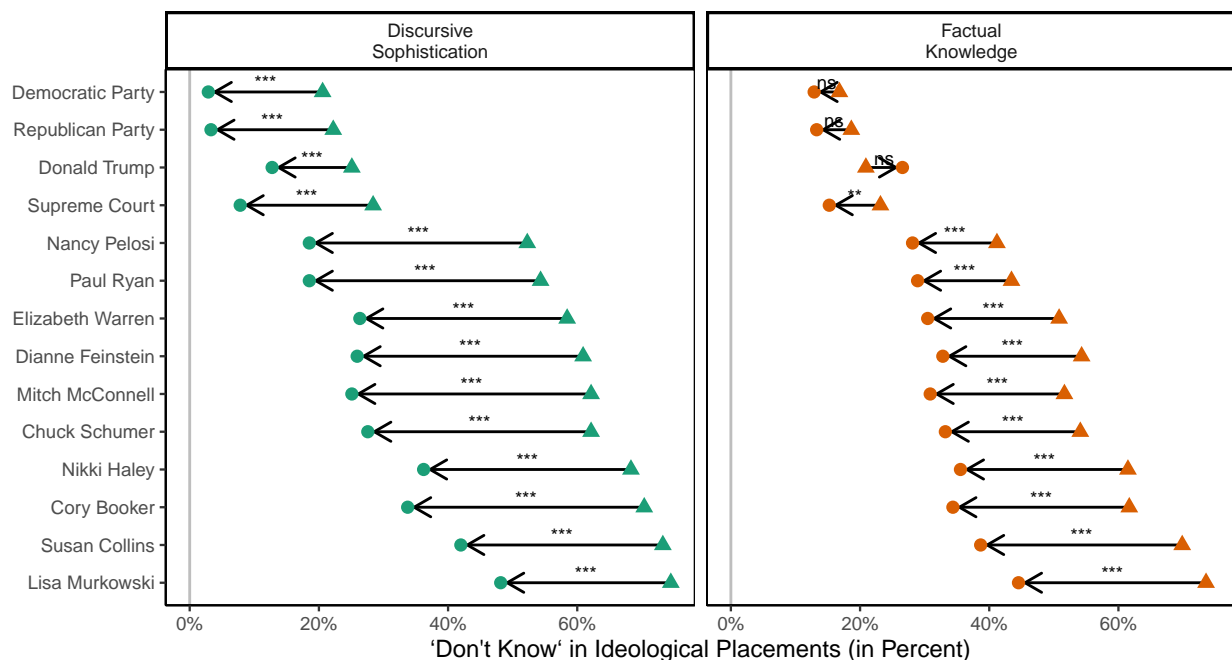 Discursive
Sophistication
Factual
Knowledge
Democratic Party
*** ns
Republican Party
*** ns
Donald Trump
*** ns
Supreme Court
*** **
Nancy Pelosi
*** ***
Paul Ryan
*** ***
Elizabeth Warren
*** ***
Dianne Feinstein
*** ***
Mitch McConnell
*** ***
Chuck Schumer
*** ***
Nikki Haley
*** ***
Cory Booker
*** ***
Susan Collins
*** ***
Lisa Murkowski
*** ***
0% 20% 40% 60%
0% 20% 40% 60%
‘Don't Know‘ in Ideological Placements (in Percent)